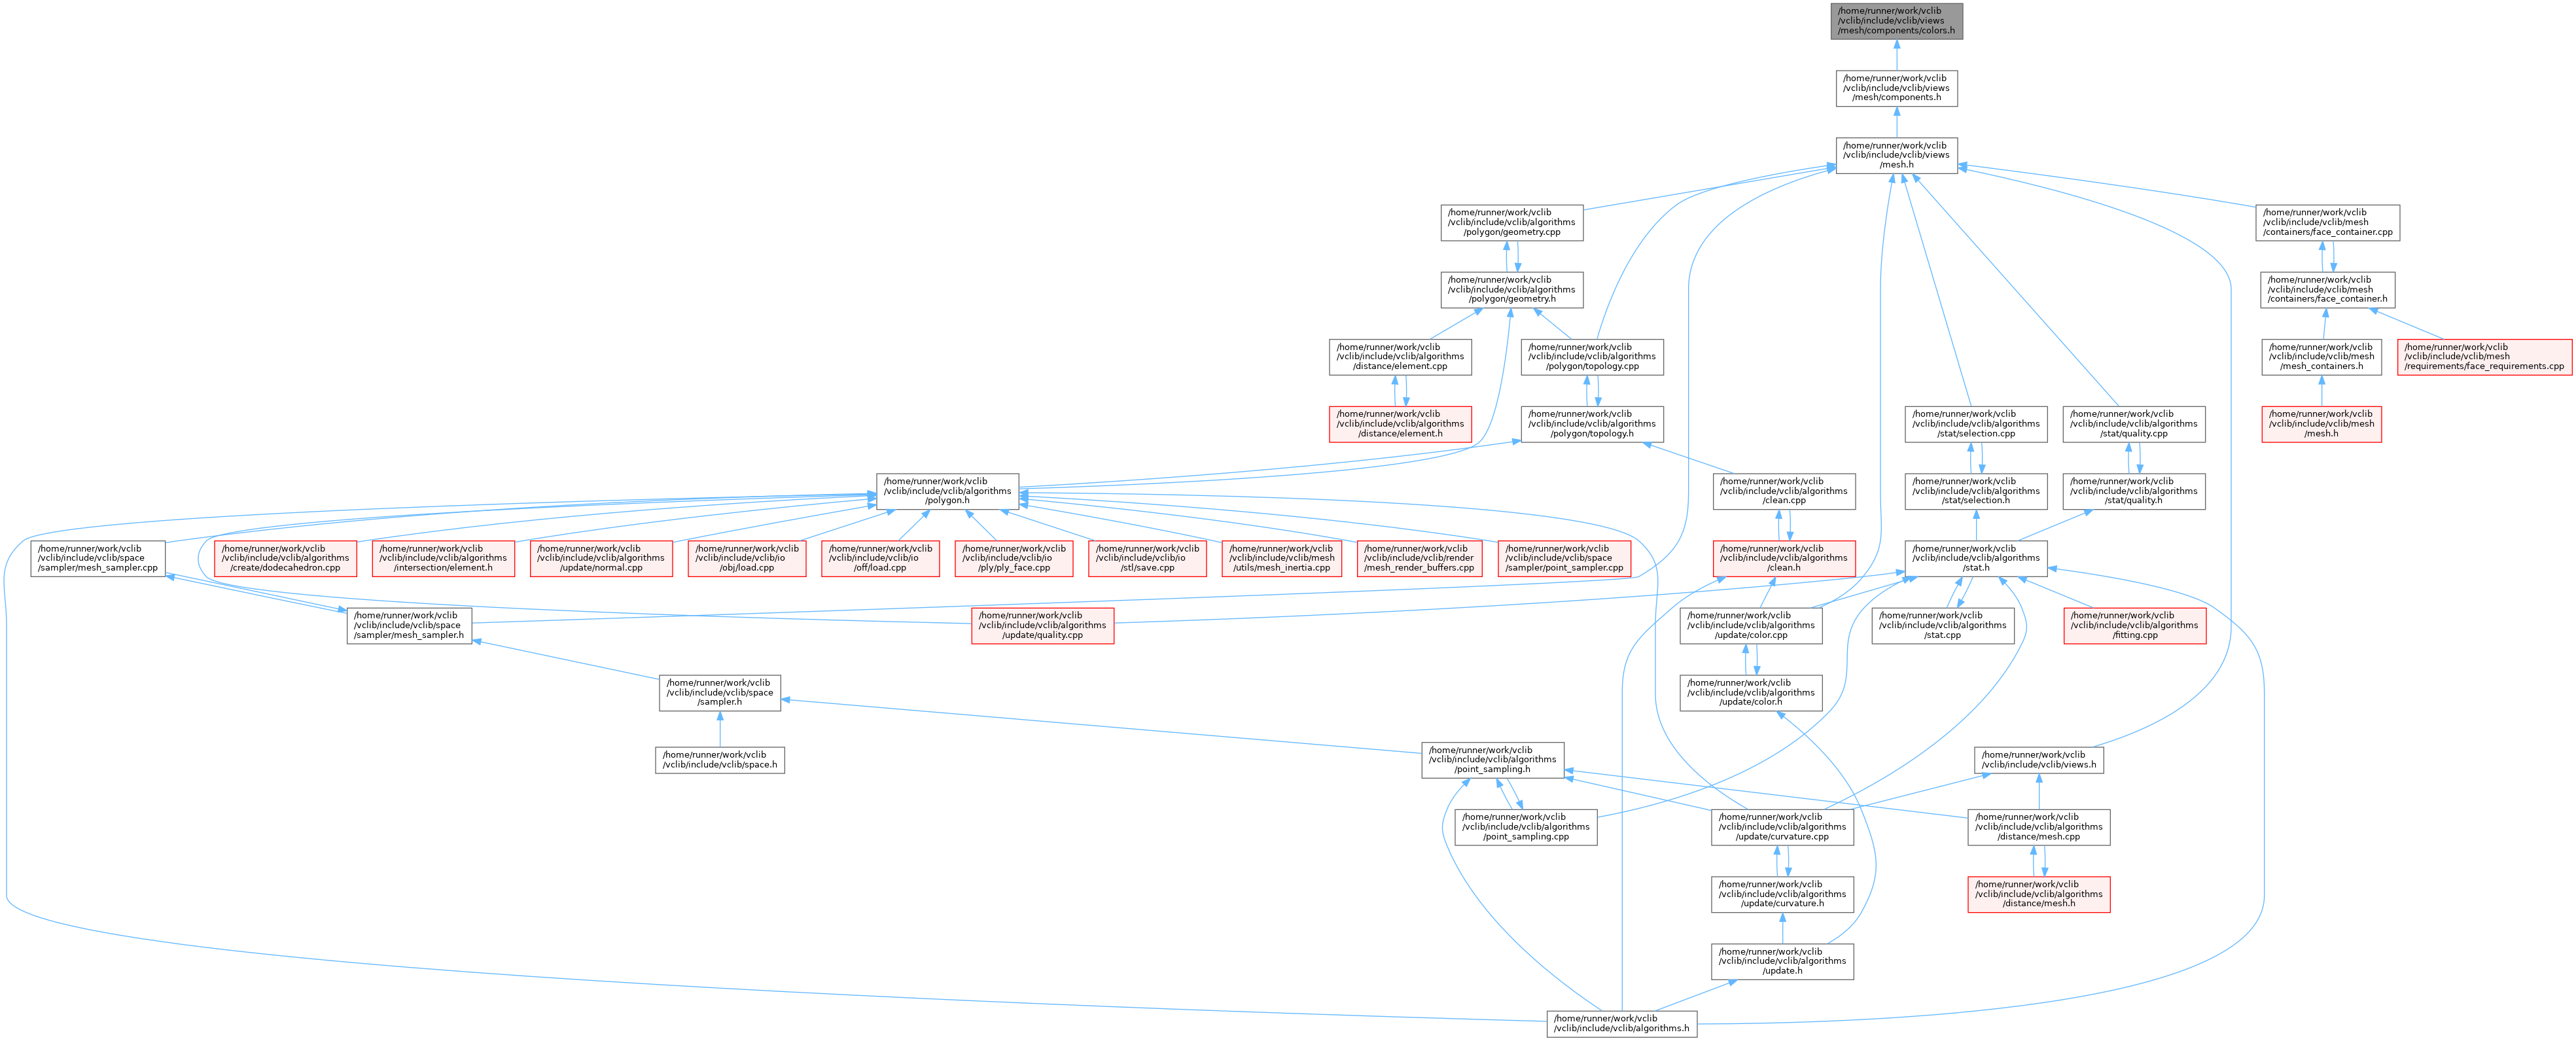 /home/runner/work/vclib
/vclib/include/vclib/views
/mesh/components/colors.h
/home/runner/work/vclib
/vclib/include/vclib/views
/mesh/components.h
/home/runner/work/vclib
/vclib/include/vclib/views
/mesh.h
/home/runner/work/vclib
/vclib/include/vclib/algorithms
/polygon/geometry.cpp
/home/runner/work/vclib
/vclib/include/vclib/mesh
/containers/face_container.cpp
/home/runner/work/vclib
/vclib/include/vclib/algorithms
/polygon/geometry.h
/home/runner/work/vclib
/vclib/include/vclib/mesh
/containers/face_container.h
/home/runner/work/vclib
/vclib/include/vclib/algorithms
/distance/element.cpp
/home/runner/work/vclib
/vclib/include/vclib/algorithms
/polygon/topology.cpp
/home/runner/work/vclib
/vclib/include/vclib/mesh
/mesh_containers.h
/home/runner/work/vclib
/vclib/include/vclib/mesh
/requirements/face_requirements.cpp
/home/runner/work/vclib
/vclib/include/vclib/algorithms
/distance/element.h
/home/runner/work/vclib
/vclib/include/vclib/algorithms
/polygon/topology.h
/home/runner/work/vclib
/vclib/include/vclib/algorithms
/stat/selection.cpp
/home/runner/work/vclib
/vclib/include/vclib/algorithms
/stat/quality.cpp
/home/runner/work/vclib
/vclib/include/vclib/mesh
/mesh.h
/home/runner/work/vclib
/vclib/include/vclib/algorithms
/polygon.h
/home/runner/work/vclib
/vclib/include/vclib/algorithms
/clean.cpp
/home/runner/work/vclib
/vclib/include/vclib/algorithms
/stat/selection.h
/home/runner/work/vclib
/vclib/include/vclib/algorithms
/stat/quality.h
/home/runner/work/vclib
/vclib/include/vclib/space
/sampler/mesh_sampler.cpp
/home/runner/work/vclib
/vclib/include/vclib/algorithms
/create/dodecahedron.cpp
/home/runner/work/vclib
/vclib/include/vclib/algorithms
/intersection/element.h
/home/runner/work/vclib
/vclib/include/vclib/algorithms
/update/normal.cpp
/home/runner/work/vclib
/vclib/include/vclib/io
/obj/load.cpp
/home/runner/work/vclib
/vclib/include/vclib/io
/off/load.cpp
/home/runner/work/vclib
/vclib/include/vclib/io
/ply/ply_face.cpp
/home/runner/work/vclib
/vclib/include/vclib/io
/stl/save.cpp
/home/runner/work/vclib
/vclib/include/vclib/mesh
/utils/mesh_inertia.cpp
/home/runner/work/vclib
/vclib/include/vclib/render
/mesh_render_buffers.cpp
/home/runner/work/vclib
/vclib/include/vclib/space
/sampler/point_sampler.cpp
/home/runner/work/vclib
/vclib/include/vclib/algorithms
/clean.h
/home/runner/work/vclib
/vclib/include/vclib/algorithms
/stat.h
/home/runner/work/vclib
/vclib/include/vclib/space
/sampler/mesh_sampler.h
/home/runner/work/vclib
/vclib/include/vclib/algorithms
/update/quality.cpp
/home/runner/work/vclib
/vclib/include/vclib/algorithms
/update/color.cpp
/home/runner/work/vclib
/vclib/include/vclib/algorithms
/stat.cpp
/home/runner/work/vclib
/vclib/include/vclib/algorithms
/fitting.cpp
/home/runner/work/vclib
/vclib/include/vclib/space
/sampler.h
/home/runner/work/vclib
/vclib/include/vclib/algorithms
/update/color.h
/home/runner/work/vclib
/vclib/include/vclib/space.h
/home/runner/work/vclib
/vclib/include/vclib/algorithms
/point_sampling.h
/home/runner/work/vclib
/vclib/include/vclib/views.h
/home/runner/work/vclib
/vclib/include/vclib/algorithms
/point_sampling.cpp
/home/runner/work/vclib
/vclib/include/vclib/algorithms
/update/curvature.cpp
/home/runner/work/vclib
/vclib/include/vclib/algorithms
/distance/mesh.cpp
/home/runner/work/vclib
/vclib/include/vclib/algorithms
/update/curvature.h
/home/runner/work/vclib
/vclib/include/vclib/algorithms
/distance/mesh.h
/home/runner/work/vclib
/vclib/include/vclib/algorithms
/update.h
/home/runner/work/vclib
/vclib/include/vclib/algorithms.h